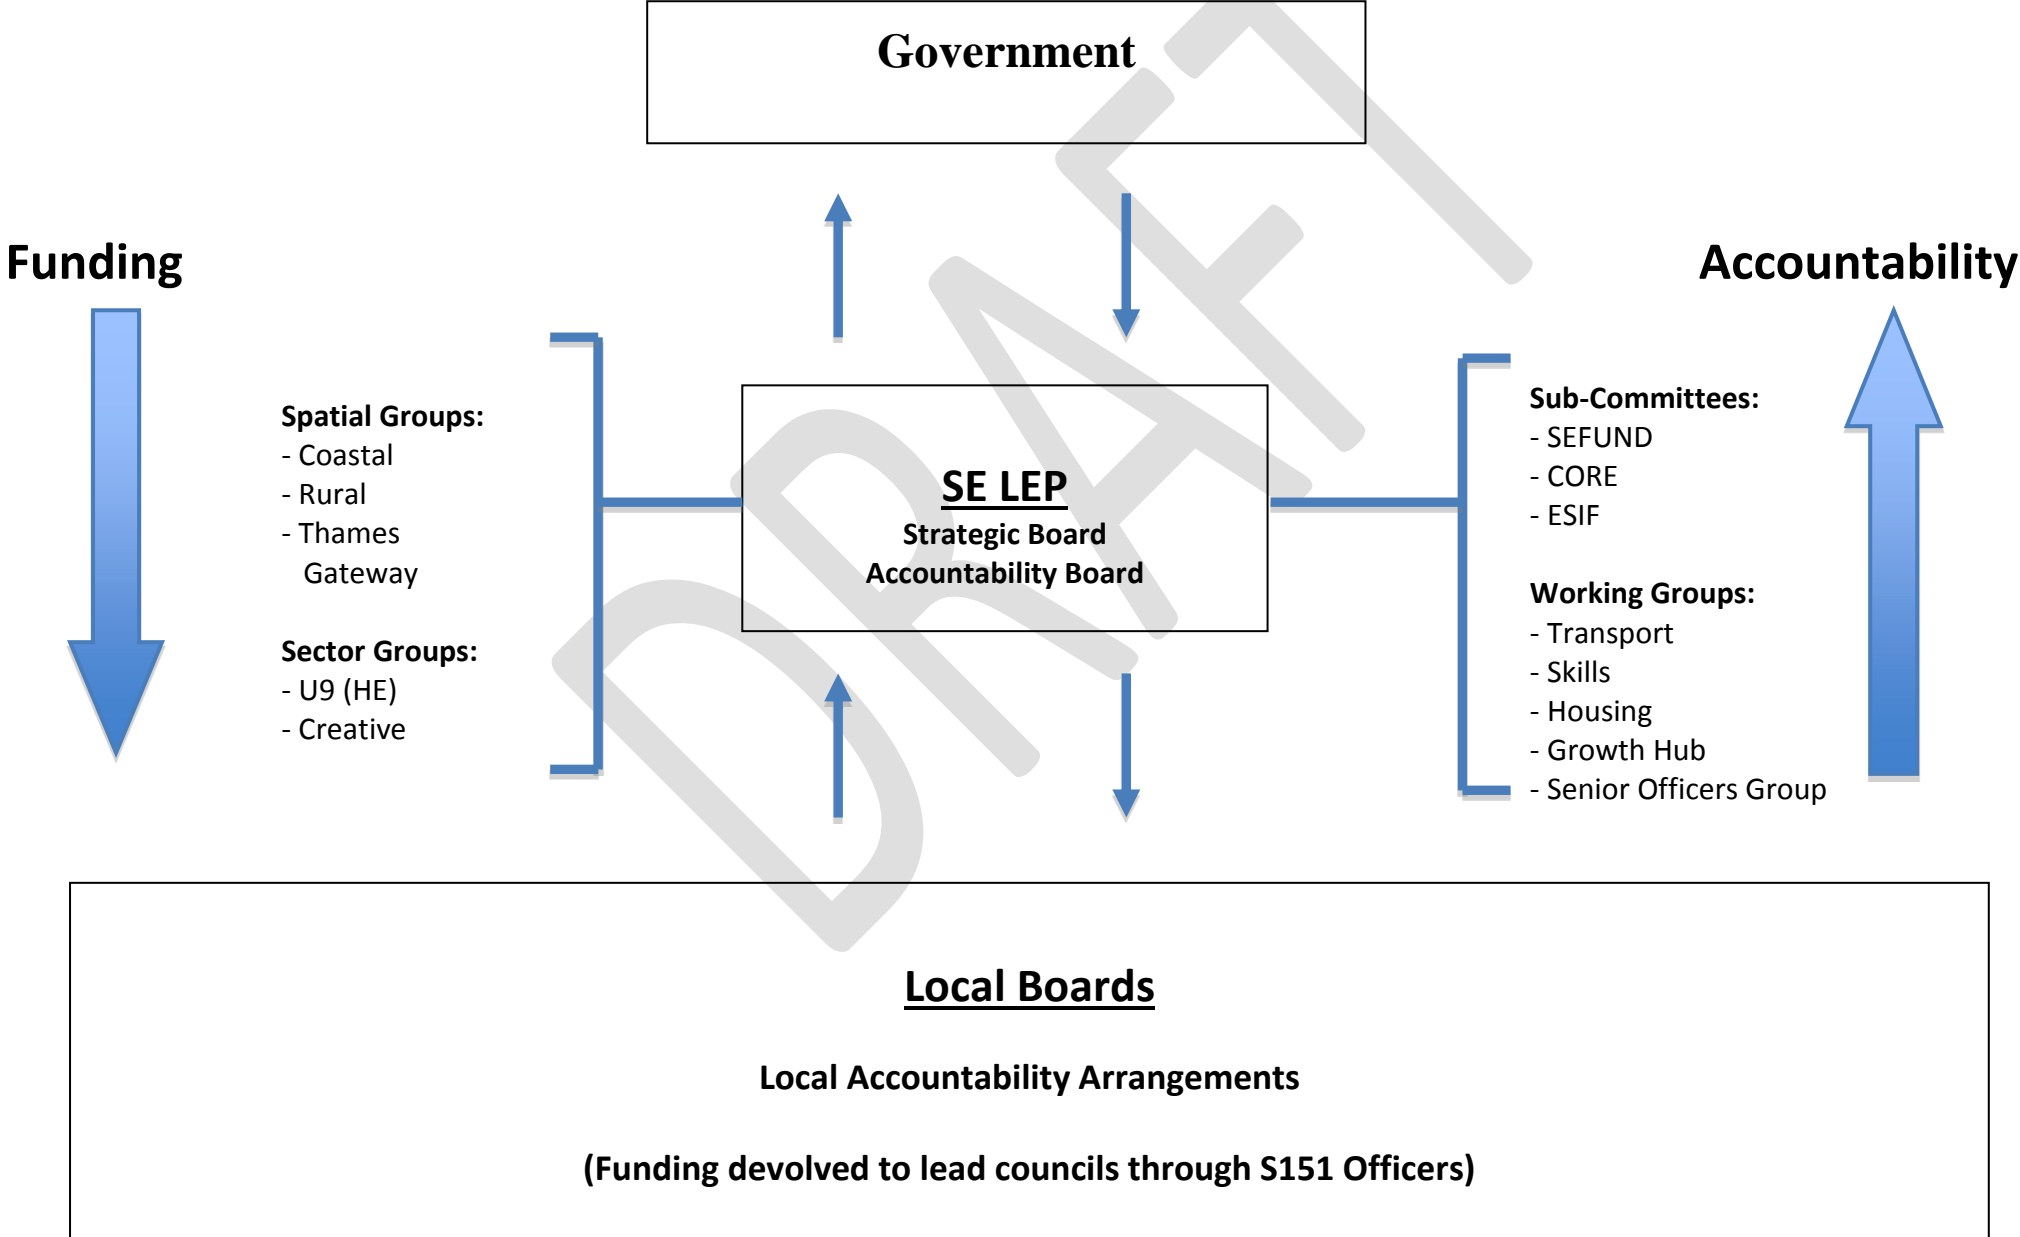 Government
Funding
Accountability
Spatial Groups:
- Coastal
- Rural
- Thames
Gateway
Sector Groups:
- U9 (HE)
- Creative
SE LEP
Strategic Board
Accountability Board
Sub-Committees:
- SEFUND
- CORE
- ESIF
Working Groups:
- Transport
- Skills
- Housing
- Growth Hub
- Senior Officers Group
Local Boards
Local Accountability Arrangements
(Funding devolved to lead councils through S151 Officers)
DRAFT